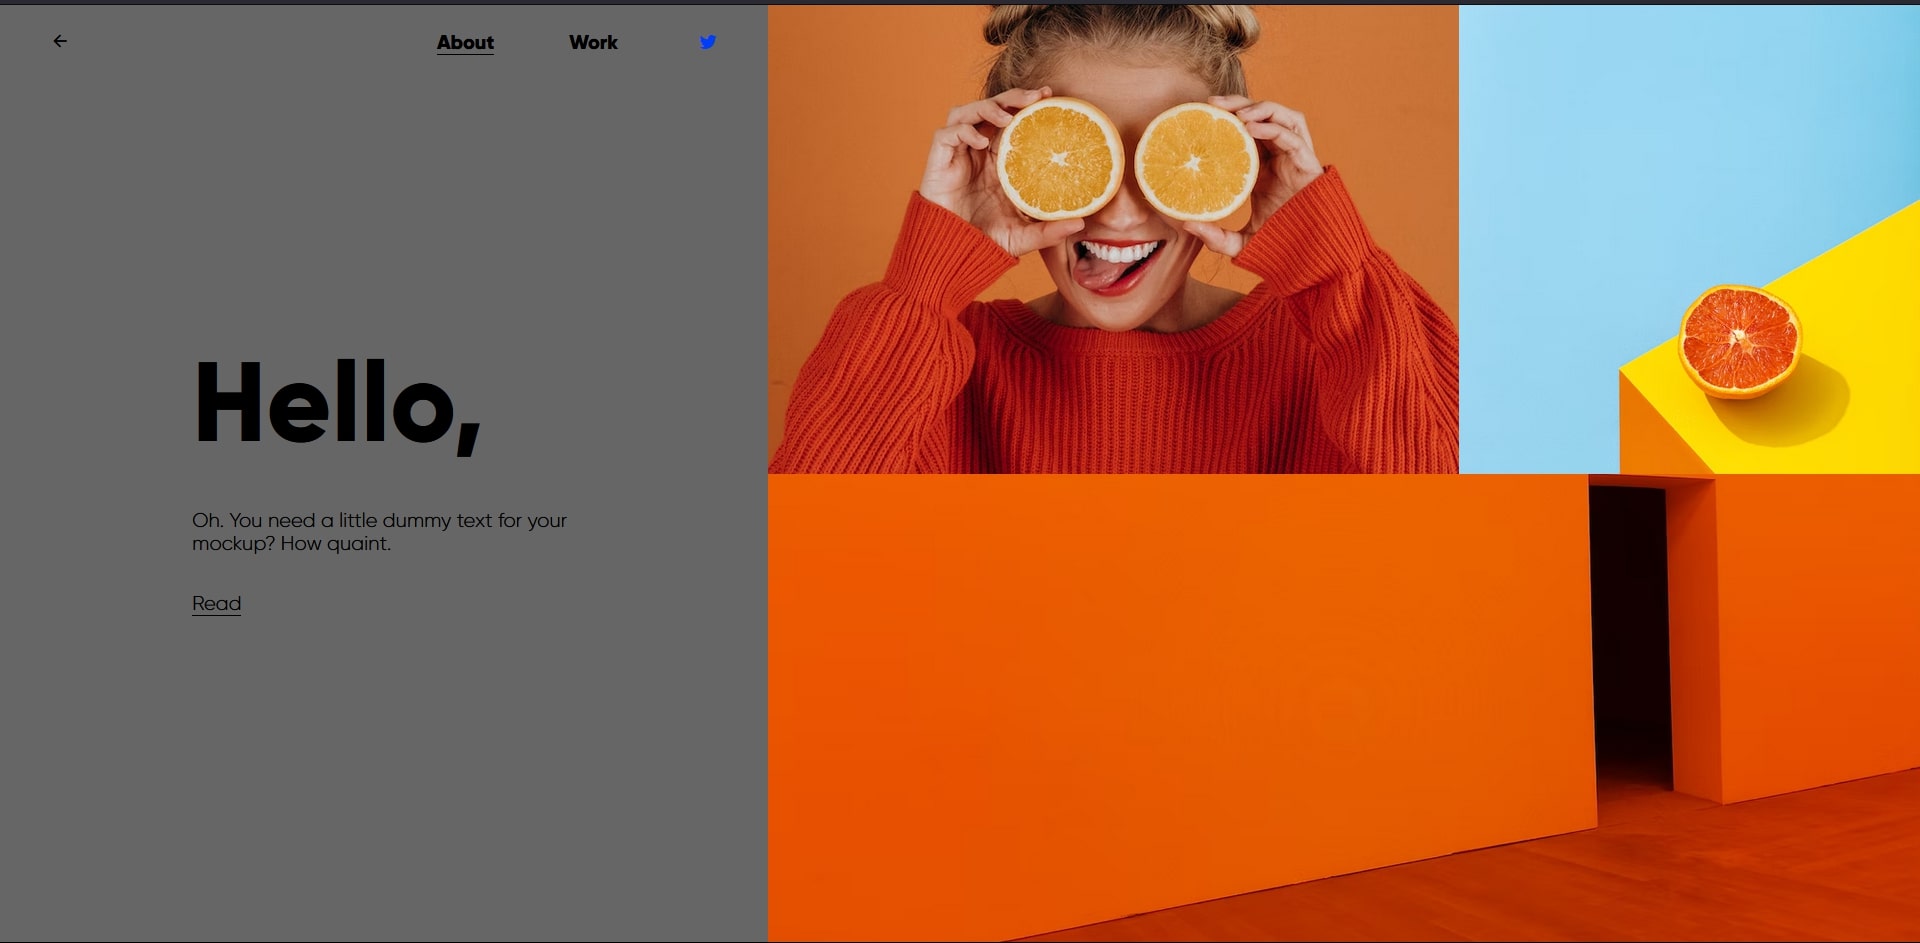 About
Work
Hello,
Oh. You need a little dummy text for your
mockup? How quaint.
Read